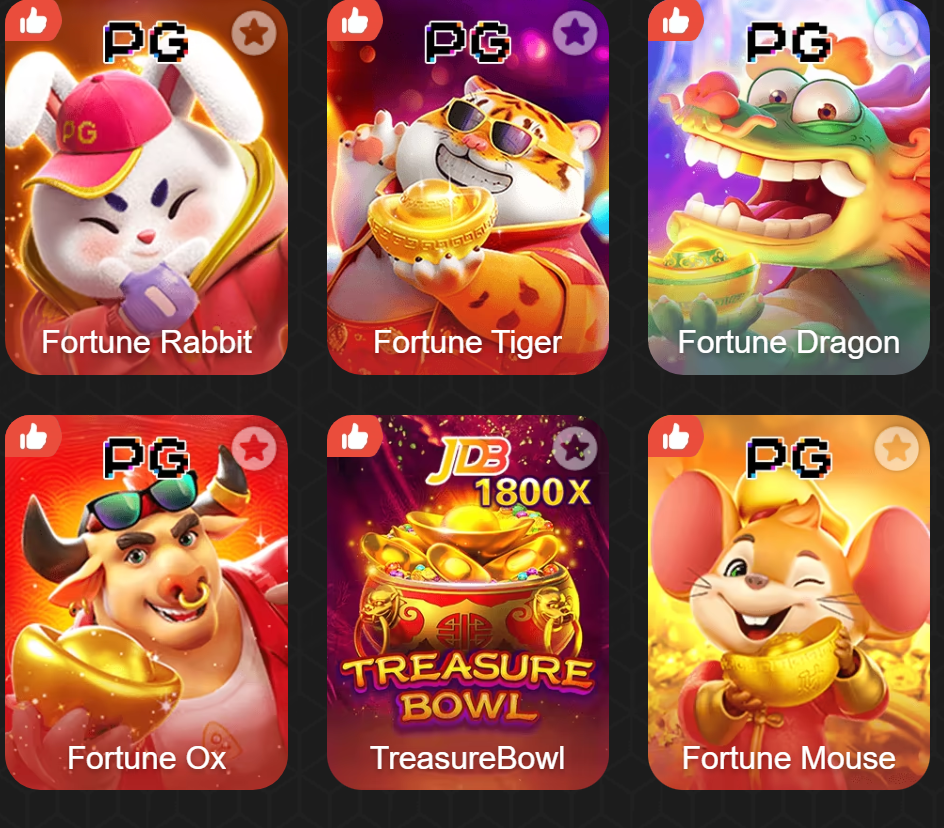 PG
PG
Fortune Rabbit
PG
Fortune Tiger
PG
Fortune Dragon
PG
Fortune Ox
JDB
1800X
TREASURE
BOWL
TreasureBowl
PG
Fortune Mouse